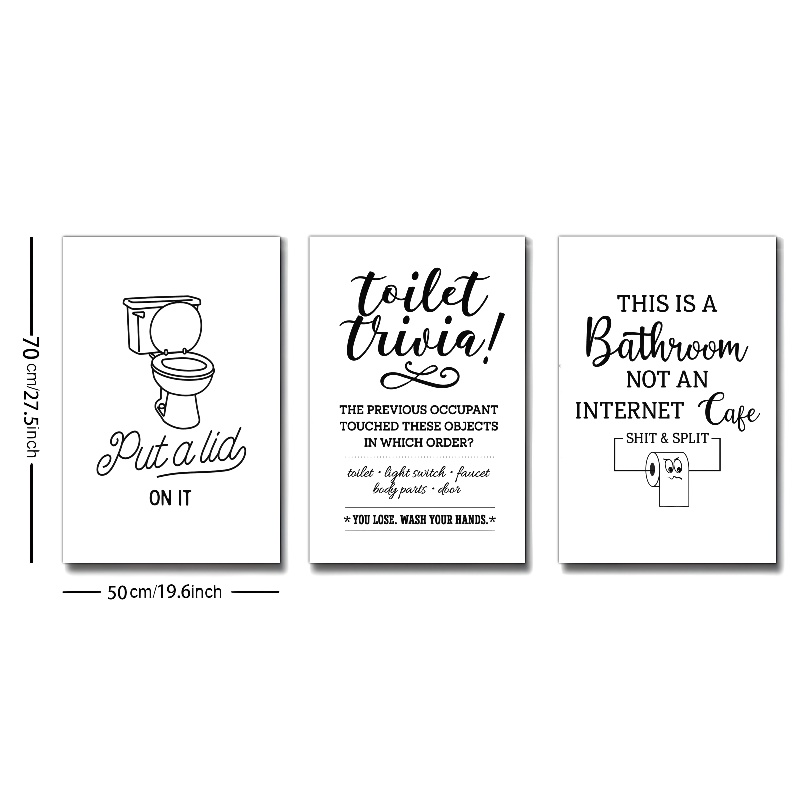 70cm/27.5inch
50cm/19.6inch
Put a lid
ON IT
toilet
trivia!
THE PREVIOUS OCCUPANT
TOUCHED THESE OBJECTS
IN WHICH ORDER?
toilet • light switch • faucet
body parts • door
*YOU LOSE. WASH YOUR HANDS.*
THIS IS A
Bathroom
NOT AN
INTERNET Cafe
SHIT & SPLIT